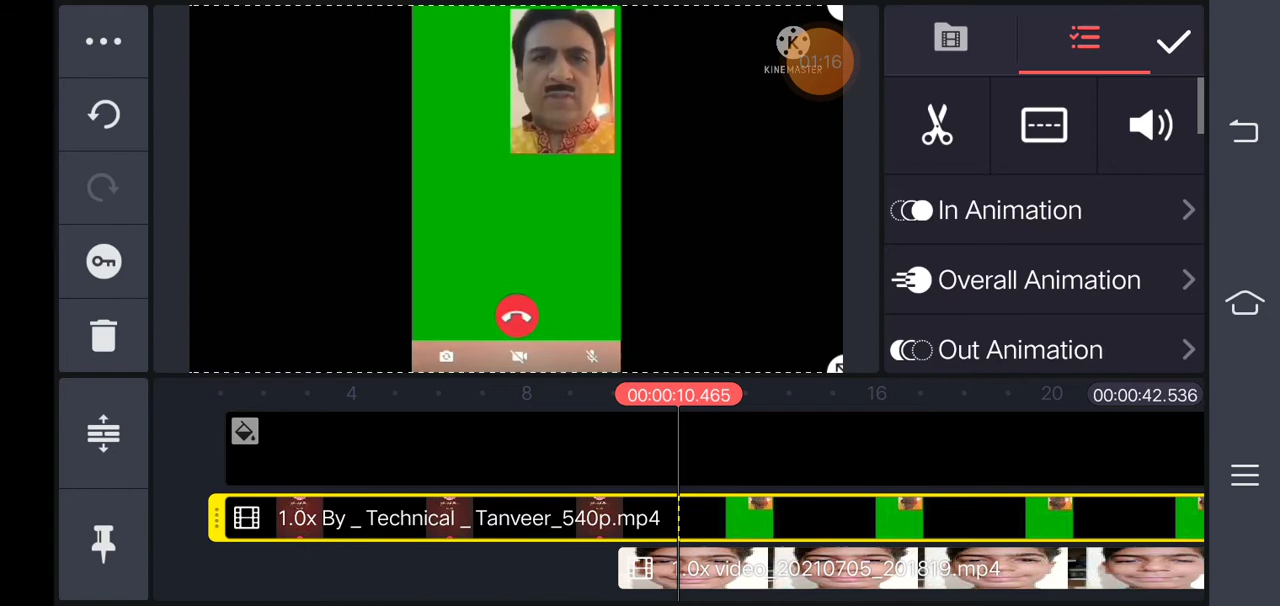 01:16
KINEMASTER
In Animation
Overall Animation
Out Animation
4
8
00:00:10.465
16
20
00:00:42.536
1.0x By _ Technical _ Tanveer_540p.mp4
1.0x video_20210705_201819.mp4